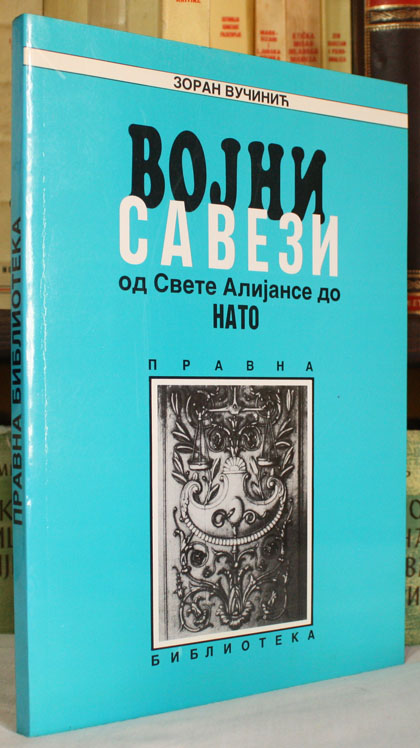 ЗОРАН ВУЧИНИЋ
ВОЈНИ
САВЕЗИ
од Свете Алијансе до
НАТО
ПРАВНА
БИБЛИОТЕКА
ПРАВНА БИБЛИОТЕКА